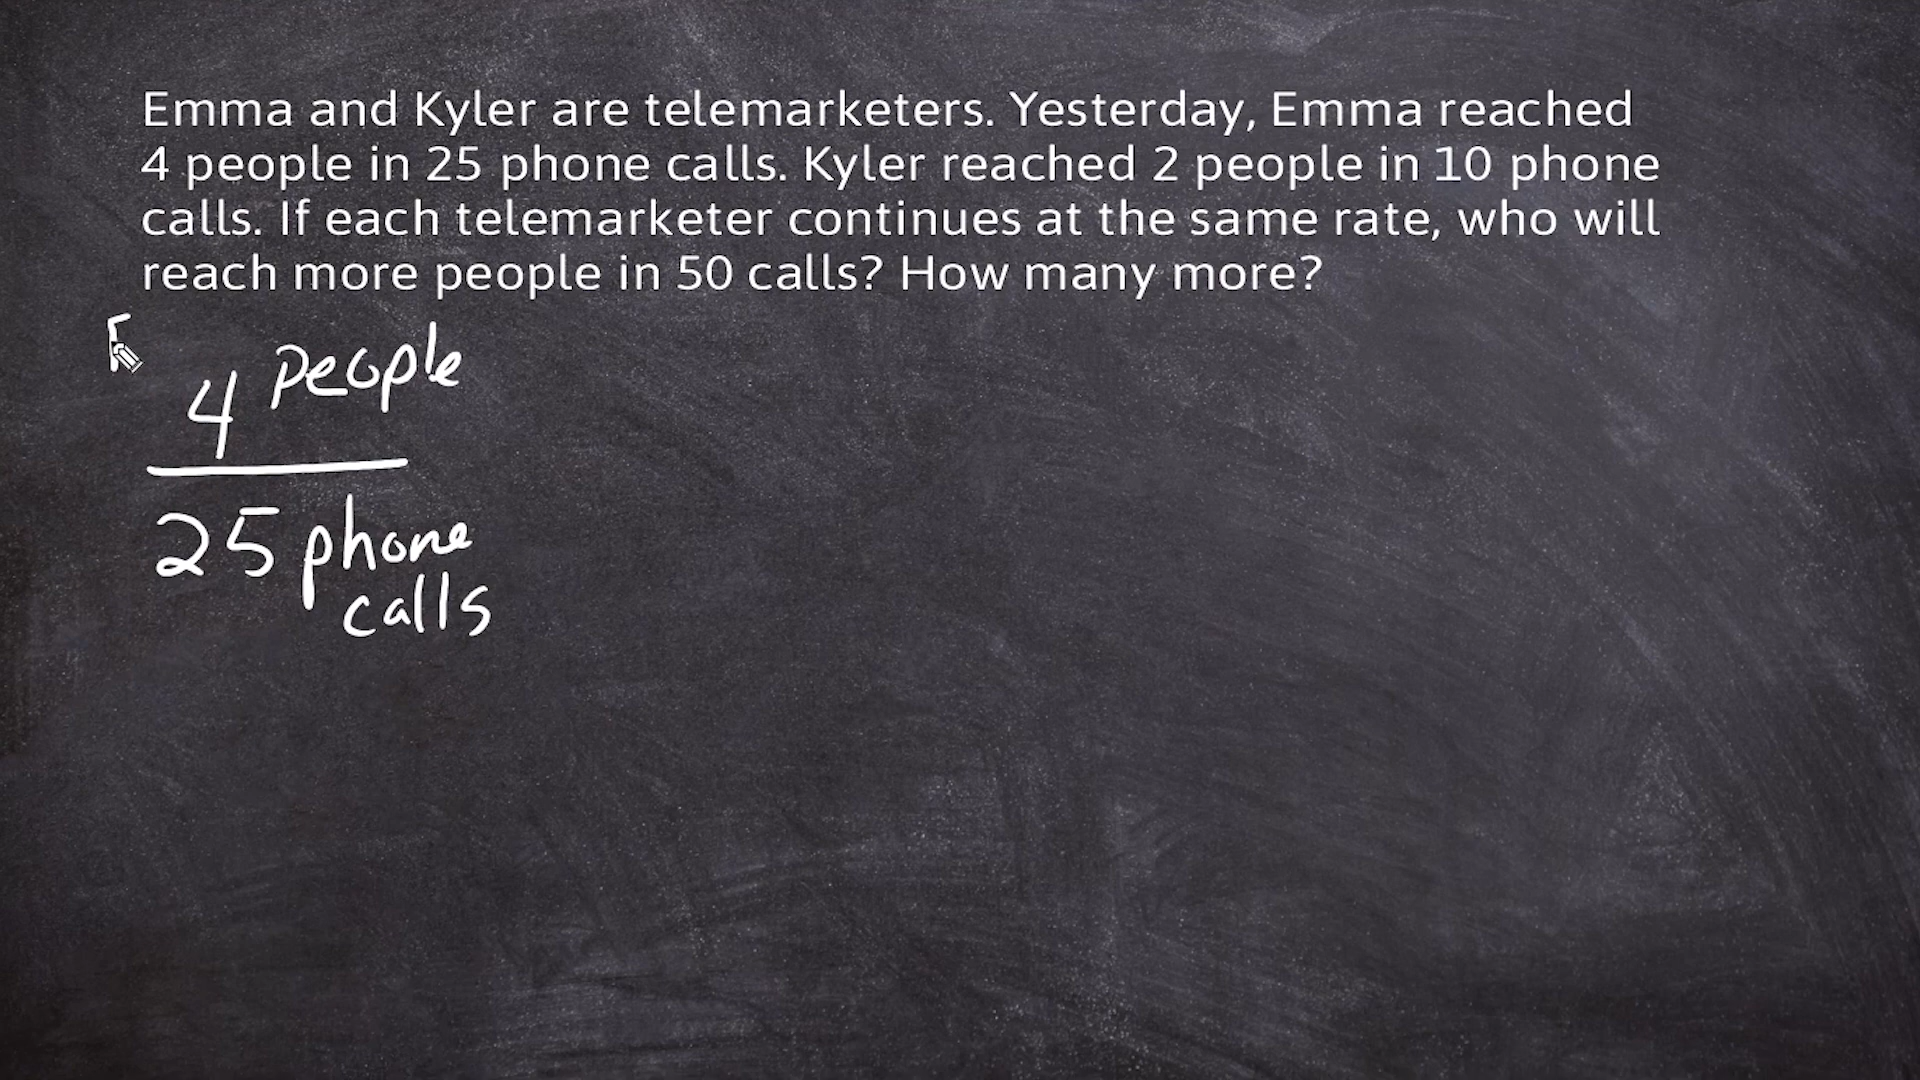 Emma and Kyler are telemarketers. Yesterday, Emma reached
4 people in 25 phone calls. Kyler reached 2 people in 10 phone
calls. If each telemarketer continues at the same rate, who will
reach more people in 50 calls? How many more?
4 people
25 phone
calls